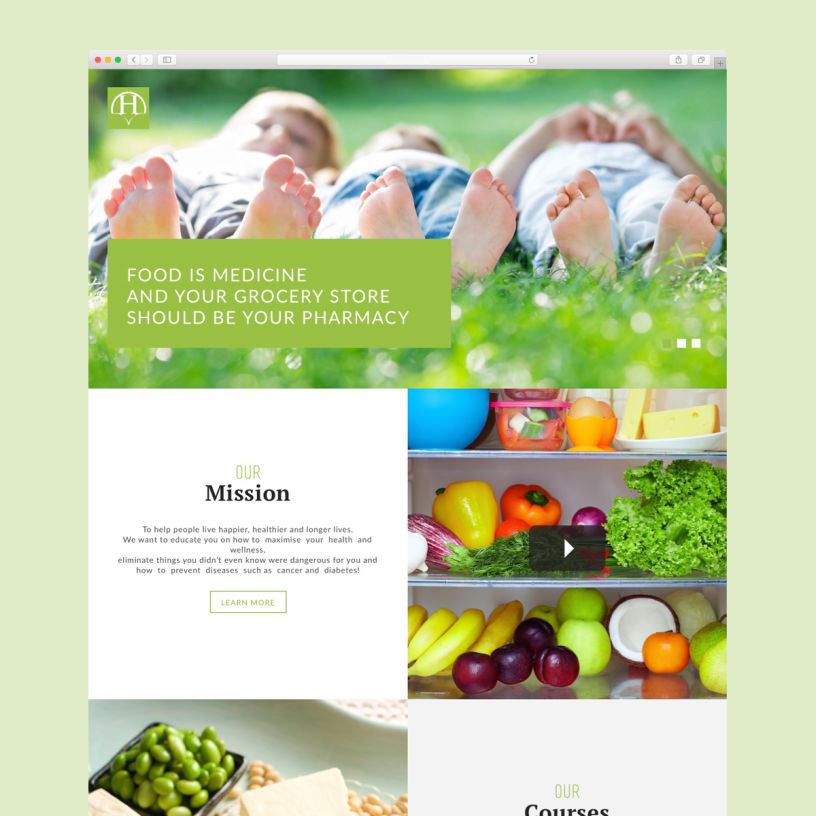 H
FOOD IS MEDICINE
AND YOUR GROCERY STORE
SHOULD BE YOUR PHARMACY
OUR
Mission
To help people live happier, healthier and longer lives.
We want to educate you on how to maximise your health and
wellness,
eliminate things you didn't even know were dangerous for you and
how to prevent diseases such as cancer and diabetes!
LEARN MORE
OUR
Courses